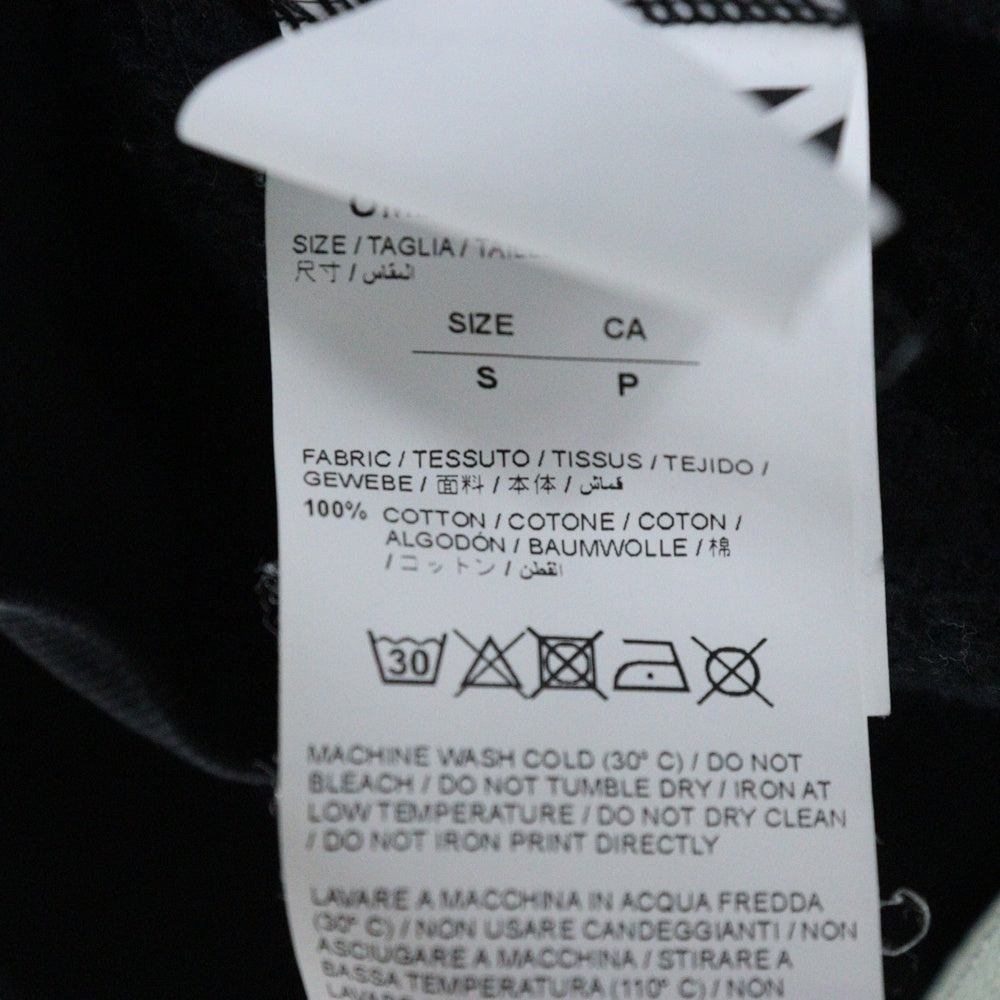 SIZE / TAGLIA /
尺寸 / المقاس
SIZE CA
S P
FABRIC / TESSUTO / TISSUS / TEJIDO /
GEWEBE / 面料 / 本体 / قماش
100% COTTON / COTONE / COTON /
ALGODÓN / BAUMWOLLE / 棉
/ コットン / القطن
30
MACHINE WASH COLD (30° C) / DO NOT
BLEACH / DO NOT TUMBLE DRY / IRON AT
LOW TEMPERATURE / DO NOT DRY CLEAN
/ DO NOT IRON PRINT DIRECTLY
LAVARE A MACCHINA IN ACQUA FREDDA
(30° C) / NON USARE CANDEGGIANTI / NON
ASCIUGARE A MACCHINA / STIRARE A
BASSA TEMPERATURA (110° C) / NON